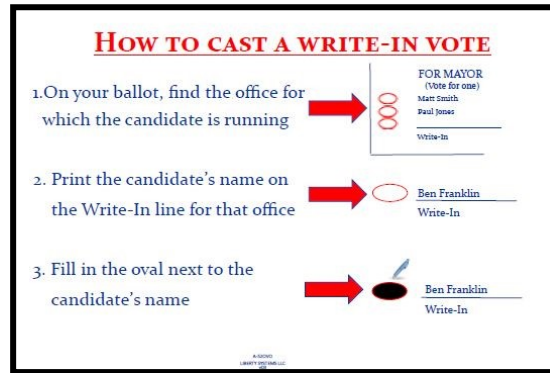 HOW TO CAST A WRITE-IN VOTE
1.On your ballot, find the office for
which the candidate is running
FOR MAYOR
(Vote for one)
Matt Smith
Paul Jones
Write-In
2. Print the candidate's name on
the Write-In line for that office
Ben Franklin
Write-In
3. Fill in the oval next to the
candidate's name
Ben Franklin
Write-In
LIBERTY SYSTEMS LLC